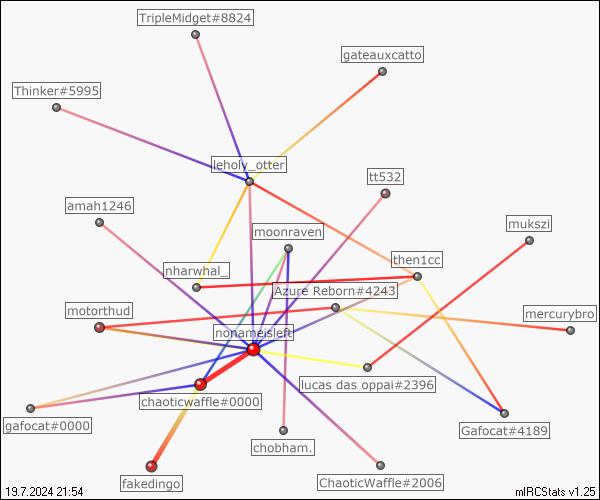 TripleMidget#8824
gateauxcatto
Thinker#5995
leholy_otter
tt532
amah1246
mukszi
moonraven
then1cc
nharwhal_
Azure Reborn#4243
motorthud
mercurybro
nonameisleft
lucas das oppai#2396
chaoticwaffle#0000
gafocat#0000
Gafocat#4189
chobham.
fakedingo
ChaoticWaffle#2006
19.7.2024 21:54
mIRCStats v1.25